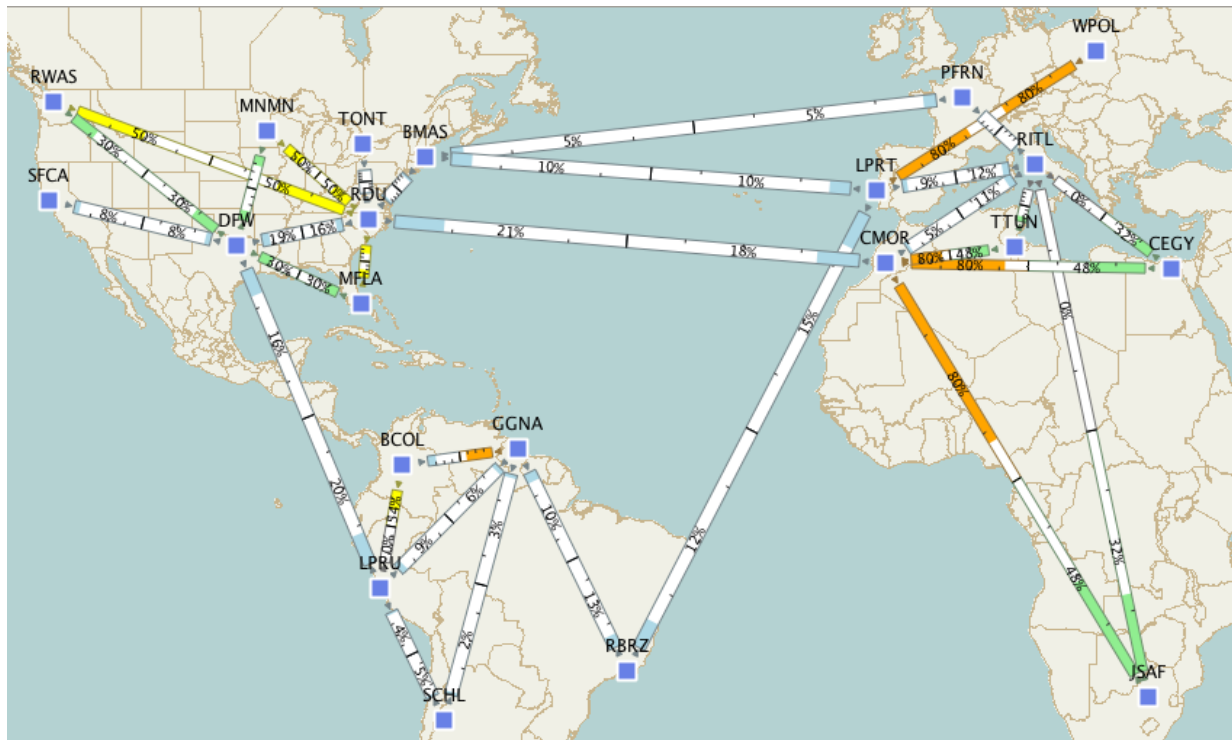 WPOL
RWAS
PFRN
80%
MNMN
5%
TONT
50%
BMAS
5%
RITL
30%
50%
50%
10%
10%
80%
LPRT
9%
12%
SFCA
30%
50%
RDU
11%
0%
8%
8%
DFW
19%
16%
21%
18%
CMOR
5%
TTUN
32%
CEGY
80%
48%
80%
48%
30%
30%
MFLA
15%
0%
16%
80%
GGNA
BCOL
20%
6%
3%
10%
12%
54%
0%
9%
32%
LPRU
13%
48%
4%
5%
2%
RBRZ
SCHL
JSAF